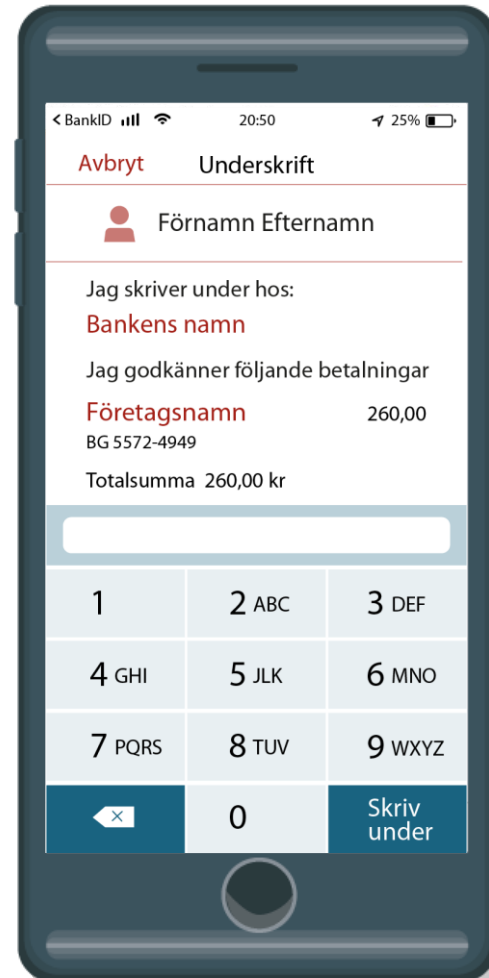 < BankID 20:50 25%
Avbryt Underskrift
Förnamn Efternamn
Jag skriver under hos:
Bankens namn
Jag godkänner följande betalningar
Företagsnamn 260,00
BG 5572-4949
Totalsumma 260,00 kr
1 2 ABC 3 DEF
4 GHI 5 JLK 6 MNO
7 PQRS 8 TUV 9 WXYZ
0 Skriv
under